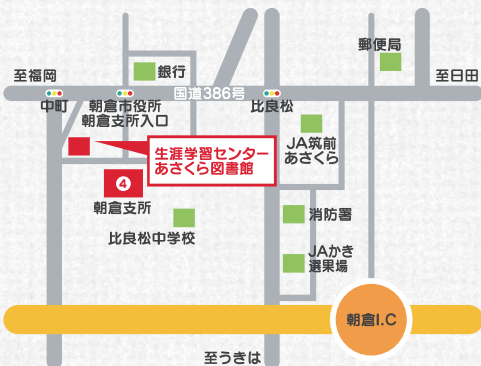 郵便局
至福岡
銀行
至日田
国道386号
中町
朝倉市役所
朝倉支所入口
比良松
JA筑前
あさくら
生涯学習センター
あさくら図書館
4
朝倉支所
消防署
比良松中学校
JAかき
選果場
朝倉I.C
至うきは